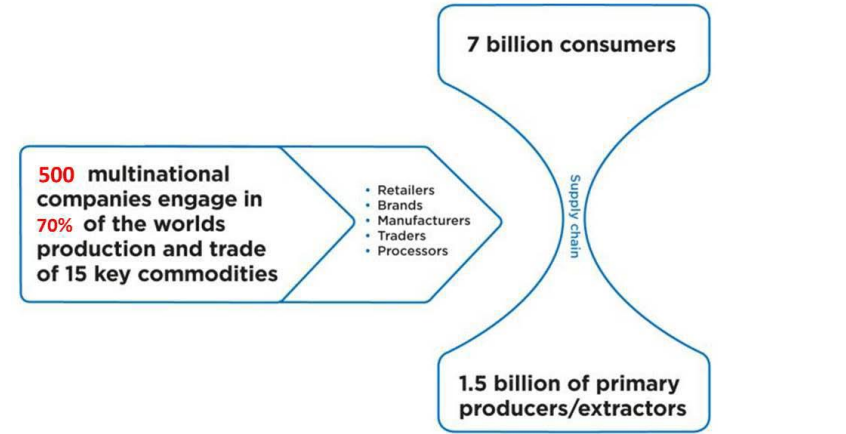 7 billion consumers
500 multinational
companies engage in
70% of the worlds
production and trade
of 15 key commodities
• Retailers
• Brands
• Manufacturers
• Traders
• Processors
Supply chain
1.5 billion of primary
producers/extractors